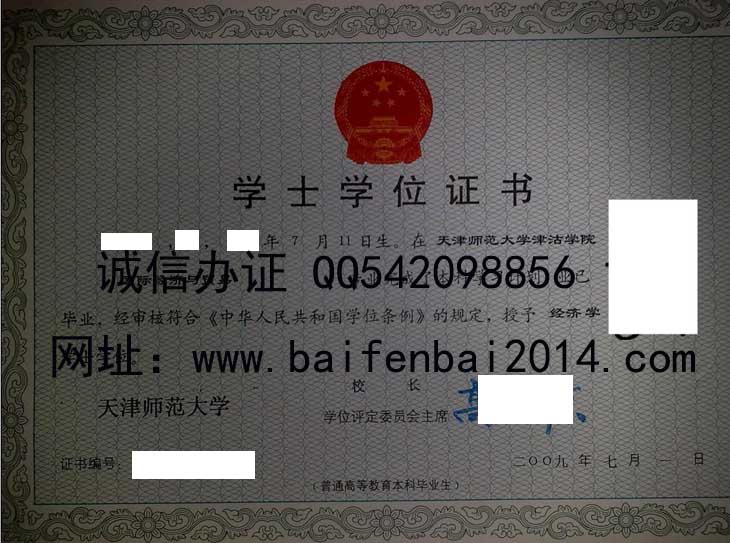 学士学位证书
年7月11日生。在 天津师范大学津沽学院
诚信办证 QQ542098856
毕业，经审核符合《中华人民共和国学位条例》的规定，授予 经济学
网址：www.baifenbai2014.com
校 长
天津师范大学
学位评定委员会主席
证书编号：
二〇〇九年七月一日
（普通高等教育本科毕业生）